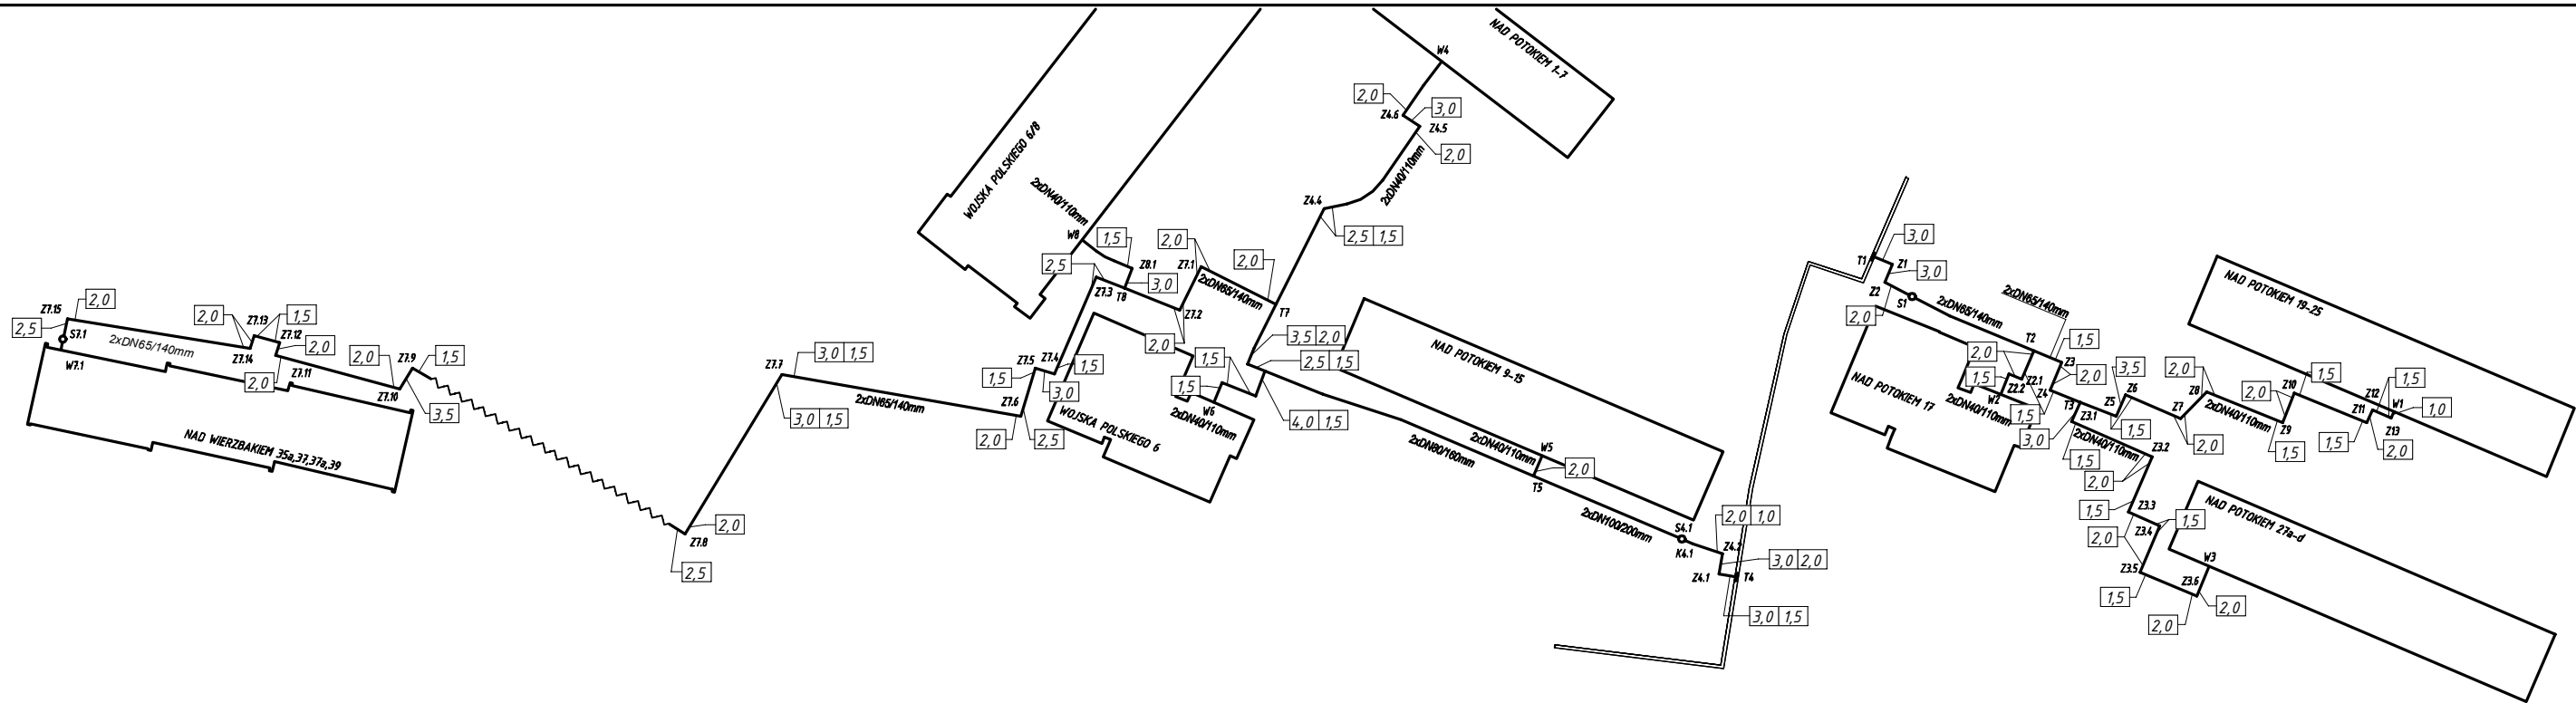 NAD POTOKIEM 1-7
W4
2,0
3,0
Z4.6
Z4.5
2,0
2xDN40/110mm
Z4.4
2,5 1,5
WOJSKA POLSKIEGO 6/8
2xDN40/110mm
W8
1,5
Z8.1
3,0
2,5
Z7.3
T8
2,0
Z7.1
2,0
2xDN65/140mm
Z7.2
T7
Z7.15
2,0
2,5
S7.1
2xDN65/140mm
W7.1
2,0
Z7.13
1,5
Z7.12
2,0
Z7.14
2,0
Z7.11
2,0
Z7.9
1,5
Z7.10
3,5
NAD WIERZBAKIEM 35a,37,37a,39
Z7.7
3,0 1,5
3,0 1,5
2,0
Z7.8
2,5
2xDN65/140mm
Z7.5
Z7.4
1,5
1,5
3,0
Z7.6
2,0
2,5
WOJSKA POLSKIEGO 6
2,0
1,5
1,5
W6
2xDN40/110mm
3,5 2,0
2,5 1,5
4,0 1,5
NAD POTOKIEM 9-15
2xDN80/160mm
2xDN40/110mm
W5
2,0
T5
2xDN100/200mm
S4.1
K4.1
2,0 1,0
Z4.2
3,0 2,0
Z4.1
T4
3,0 1,5
T1
3,0
Z1
3,0
Z2
S1
2,0
2xDN65/140mm
2xDN65/140mm
T2
1,5
Z3
2,0
2,0
1,5
Z2.1
Z2.2
W2
Z4
NAD POTOKIEM 17
2xDN40/110mm
1,5
3,0
T3
Z3.1
1,5
2xDN40/110mm
Z3.2
2,0
1,5
Z3.3
Z3.4
1,5
2,0
Z3.5
1,5
Z3.6
2,0
2,0
W3
NAD POTOKIEM 27a-d
3,5
Z5
Z6
1,5
Z7
2,0
2,0
Z8
2xDN40/110mm
2,0
Z10
1,5
Z9
1,5
Z11
1,5
Z12
1,5
W1
1,0
Z13
2,0
NAD POTOKIEM 19-25